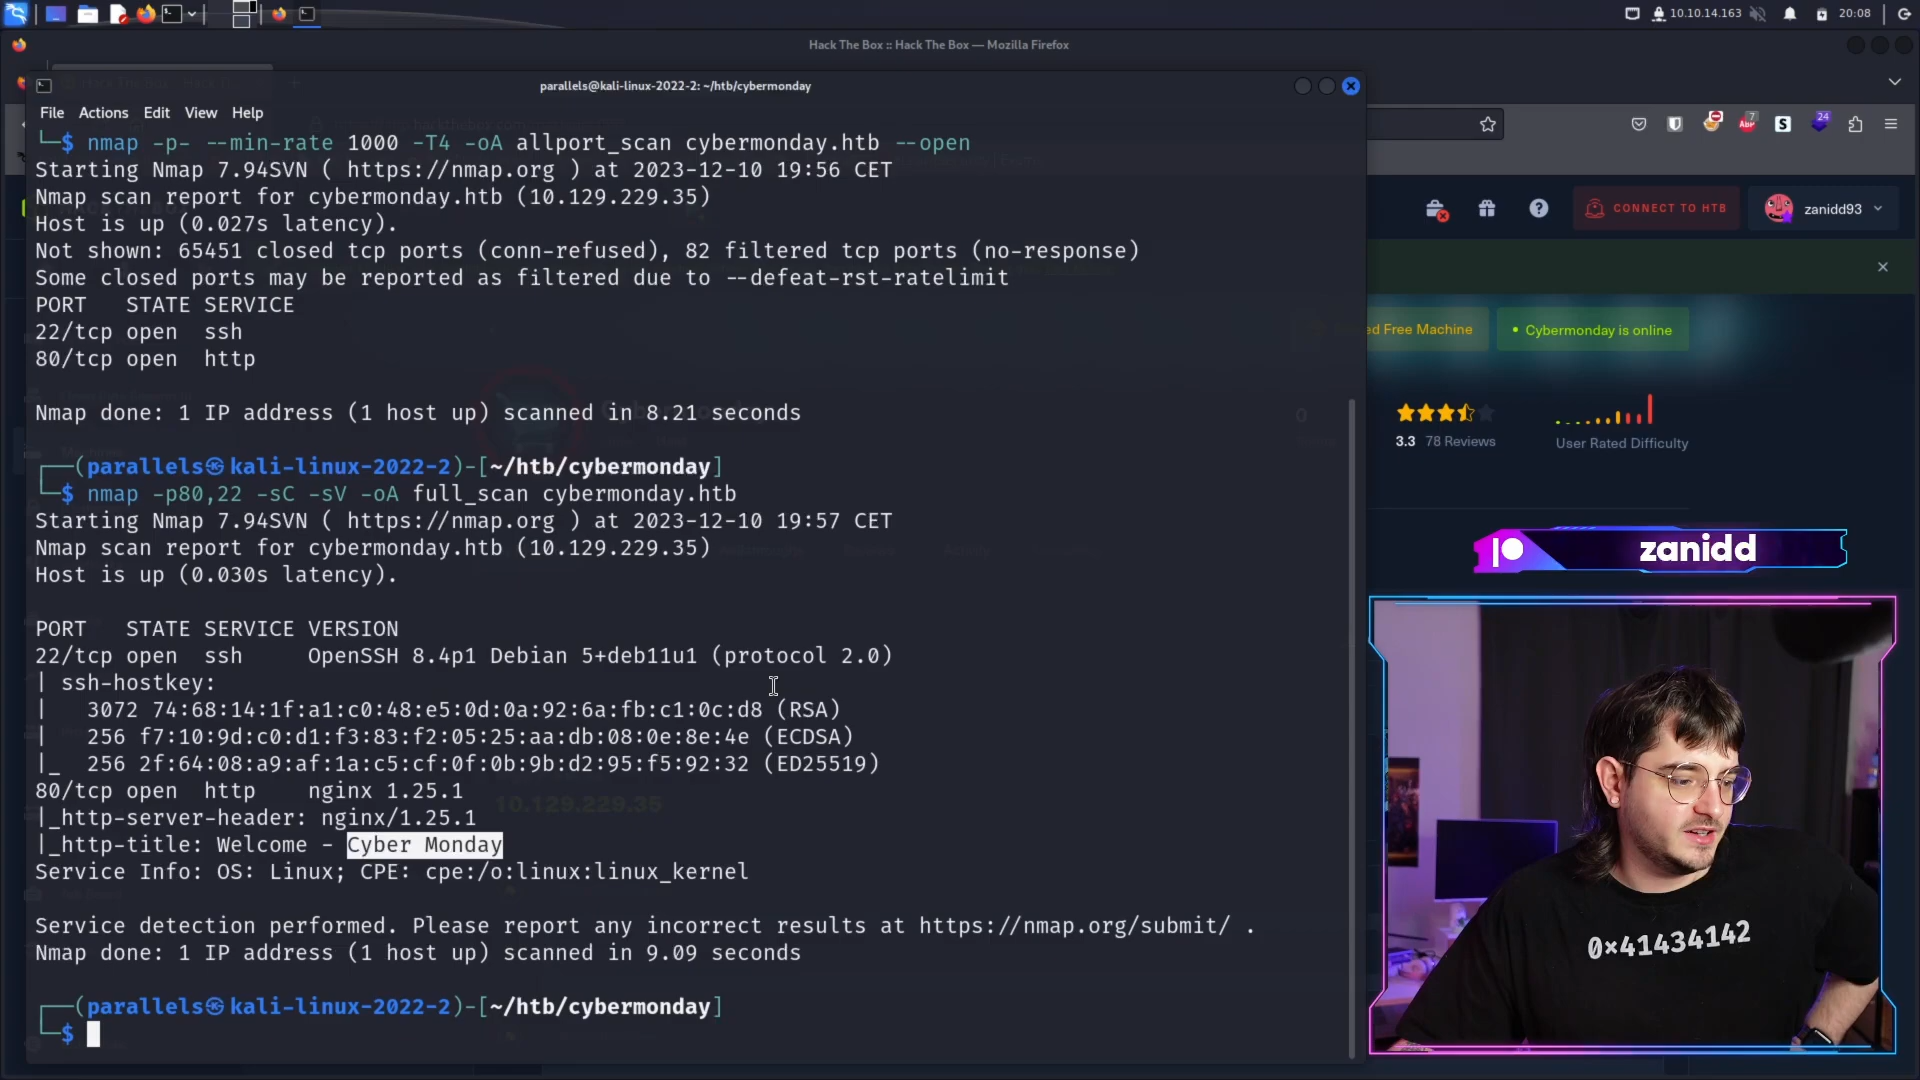 10.10.14.163
20:08
Hack The Box :: Hack The Box — Mozilla Firefox
parallels@kali-linux-2022-2: ~/htb/cybermonday
File Actions Edit View Help
└─$ nmap -p- --min-rate 1000 -T4 -oA allport_scan cybermonday.htb --open
Starting Nmap 7.94SVN ( https://nmap.org ) at 2023-12-10 19:56 CET
Nmap scan report for cybermonday.htb (10.129.229.35)
Host is up (0.027s latency).
Not shown: 65451 closed tcp ports (conn-refused), 82 filtered tcp ports (no-response)
Some closed ports may be reported as filtered due to --defeat-rst-ratelimit
PORT   STATE SERVICE
22/tcp open  ssh
80/tcp open  http
Nmap done: 1 IP address (1 host up) scanned in 8.21 seconds
┌──(parallels㉿kali-linux-2022-2)-[~/htb/cybermonday]
└─$ nmap -p80,22 -sC -sV -oA full_scan cybermonday.htb
Starting Nmap 7.94SVN ( https://nmap.org ) at 2023-12-10 19:57 CET
Nmap scan report for cybermonday.htb (10.129.229.35)
Host is up (0.030s latency).
PORT   STATE SERVICE VERSION
22/tcp open  ssh     OpenSSH 8.4p1 Debian 5+deb11u1 (protocol 2.0)
| ssh-hostkey:
|   3072 74:68:14:1f:a1:c0:48:e5:0d:0a:92:6a:fb:c1:0c:d8 (RSA)
|   256 f7:10:9d:c0:d1:f3:83:f2:05:25:aa:db:08:0e:8e:4e (ECDSA)
|_  256 2f:64:08:a9:af:1a:c5:cf:0f:0b:9b:d2:95:f5:92:32 (ED25519)
80/tcp open  http    nginx 1.25.1
|_http-server-header: nginx/1.25.1
|_http-title: Welcome - Cyber Monday
Service Info: OS: Linux; CPE: cpe:/o:linux:linux_kernel
Service detection performed. Please report any incorrect results at https://nmap.org/submit/ .
Nmap done: 1 IP address (1 host up) scanned in 9.09 seconds
┌──(parallels㉿kali-linux-2022-2)-[~/htb/cybermonday]
└─$
10.129.229.35
ABP
7
S
24
CONNECT TO HTB
zanidd93
ed Free Machine
Cybermonday is online
3.3 78 Reviews
User Rated Difficulty
zanidd
0x41434142